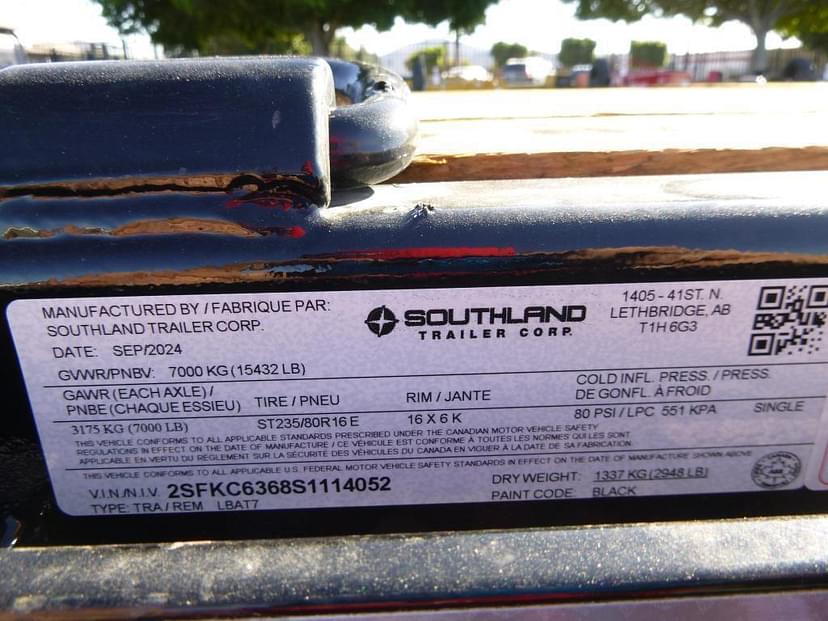 MANUFACTURED BY / FABRIQUE PAR:
SOUTHLAND TRAILER CORP.
SOUTHLAND
TRAILER CORP.
1405 - 41ST. N.
LETHBRIDGE, AB
T1H 6G3
DATE: SEP/2024
GVWR/PNBV: 7000 KG (15432 LB)
GAWR (EACH AXLE) /
PNBE (CHAQUE ESSIEU)
TIRE / PNEU
RIM / JANTE
COLD INFL. PRESS. / PRESS.
DE GONFL. À FROID
3175 KG (7000 LB)
ST235/80R16 E
16 X 6 K
80 PSI / LPC 551 KPA
SINGLE
THIS VEHICLE CONFORMS TO ALL APPLICABLE STANDARDS PRESCRIBED UNDER THE CANADIAN MOTOR VEHICLE SAFETY
REGULATIONS IN EFFECT ON THE DATE OF MANUFACTURE / CE VÉHICULE EST CONFORME À TOUTES LES NORMES QUI LES SONT
APPLICABLE EN VERTU DU RÈGLEMENT SUR LA SÉCURITÉ DES VÉHICULES DU CANADA EN VIGUER À LA DATE DE SA FABRICATION.
THIS VEHICLE CONFORMS TO ALL APPLICABLE U.S. FEDERAL MOTOR VEHICLE SAFETY STANDARDS IN EFFECT ON THE DATE OF MANUFACTURE SHOWN ABOVE
V.I.N./N.I.V. 2SFKC6368S1114052
DRY WEIGHT: 1337 KG (2948 LB)
TYPE: TRA / REM LBAT7
PAINT CODE: BLACK